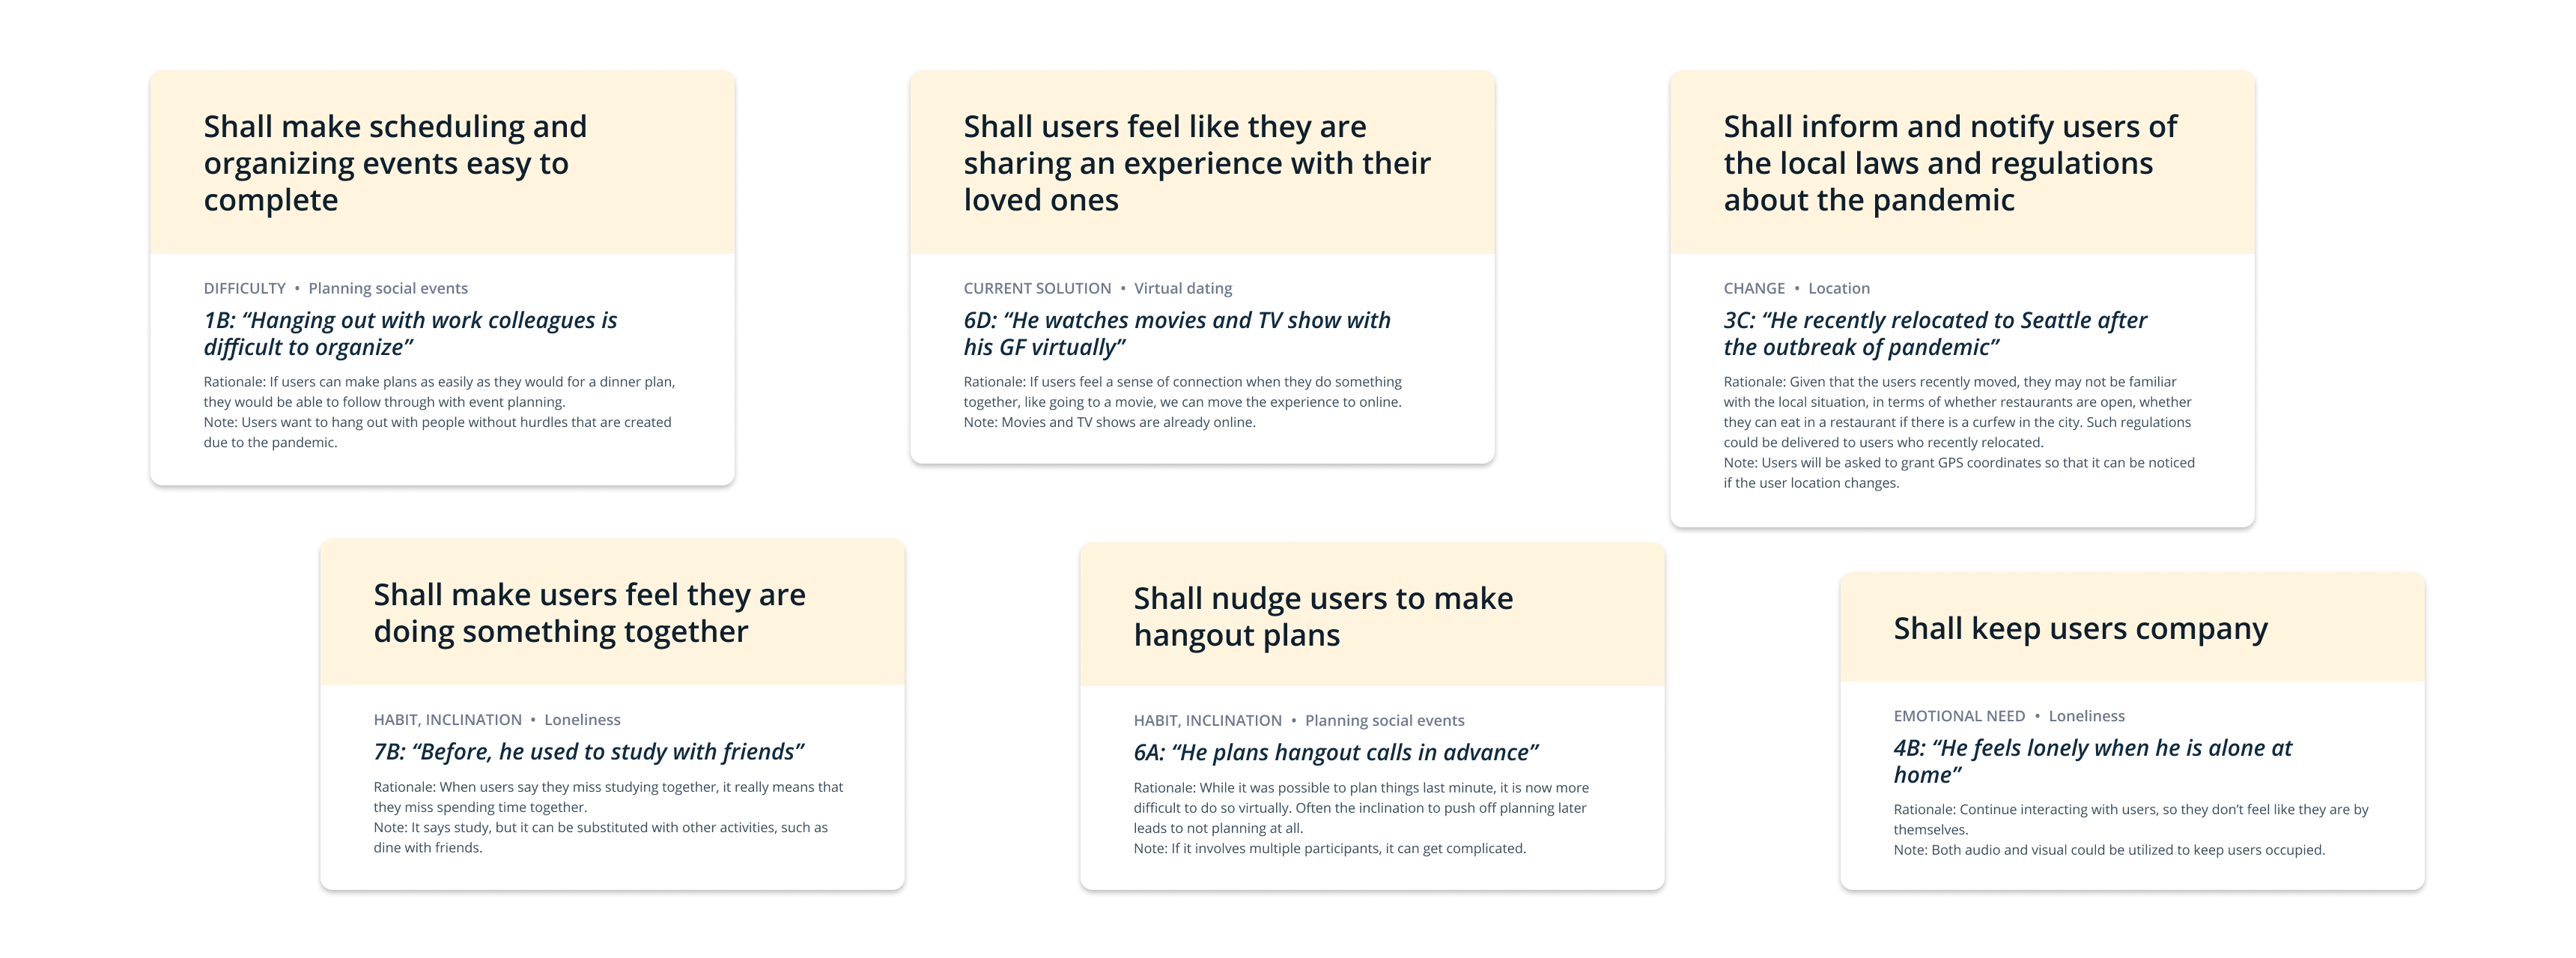 Shall make scheduling and
organizing events easy to
complete
DIFFICULTY • Planning social events
1B: “Hanging out with work colleagues is
difficult to organize”
Rationale: If users can make plans as easily as they would for a dinner plan,
they would be able to follow through with event planning.
Note: Users want to hang out with people without hurdles that are created
due to the pandemic.
Shall users feel like they are
sharing an experience with their
loved ones
CURRENT SOLUTION • Virtual dating
6D: “He watches movies and TV show with
his GF virtually”
Rationale: If users feel a sense of connection when they do something
together, like going to a movie, we can move the experience to online.
Note: Movies and TV shows are already online.
Shall inform and notify users of
the local laws and regulations
about the pandemic
CHANGE • Location
3C: “He recently relocated to Seattle after
the outbreak of pandemic”
Rationale: Given that the users recently moved, they may not be familiar
with the local situation, in terms of whether restaurants are open, whether
they can eat in a restaurant if there is a curfew in the city. Such regulations
could be delivered to users who recently relocated.
Note: Users will be asked to grant GPS coordinates so that it can be noticed
if the user location changes.
Shall make users feel they are
doing something together
HABIT, INCLINATION • Loneliness
7B: “Before, he used to study with friends”
Rationale: When users say they miss studying together, it really means that
they miss spending time together.
Note: It says study, but it can be substituted with other activities, such as
dine with friends.
Shall nudge users to make
hangout plans
HABIT, INCLINATION • Planning social events
6A: “He plans hangout calls in advance”
Rationale: While it was possible to plan things last minute, it is now more
difficult to do so virtually. Often the inclination to push off planning later
leads to not planning at all.
Note: If it involves multiple participants, it can get complicated.
Shall keep users company
EMOTIONAL NEED • Loneliness
4B: “He feels lonely when he is alone at
home”
Rationale: Continue interacting with users, so they don’t feel like they are by
themselves.
Note: Both audio and visual could be utilized to keep users occupied.